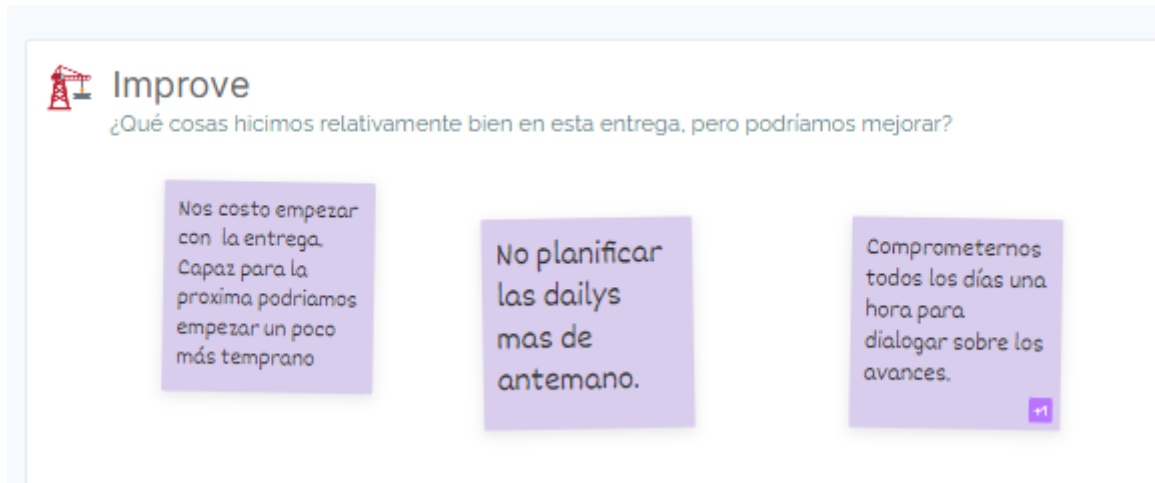 Improve
¿Qué cosas hicimos relativamente bien en esta entrega, pero podríamos mejorar?
Nos costo empezar
con la entrega.
Capaz para la
proxima podriamos
empezar un poco
más temprano
No planificar
las dailys
mas de
antemano.
Comprometernos
todos los días una
hora para
dialogar sobre los
avances.
+1